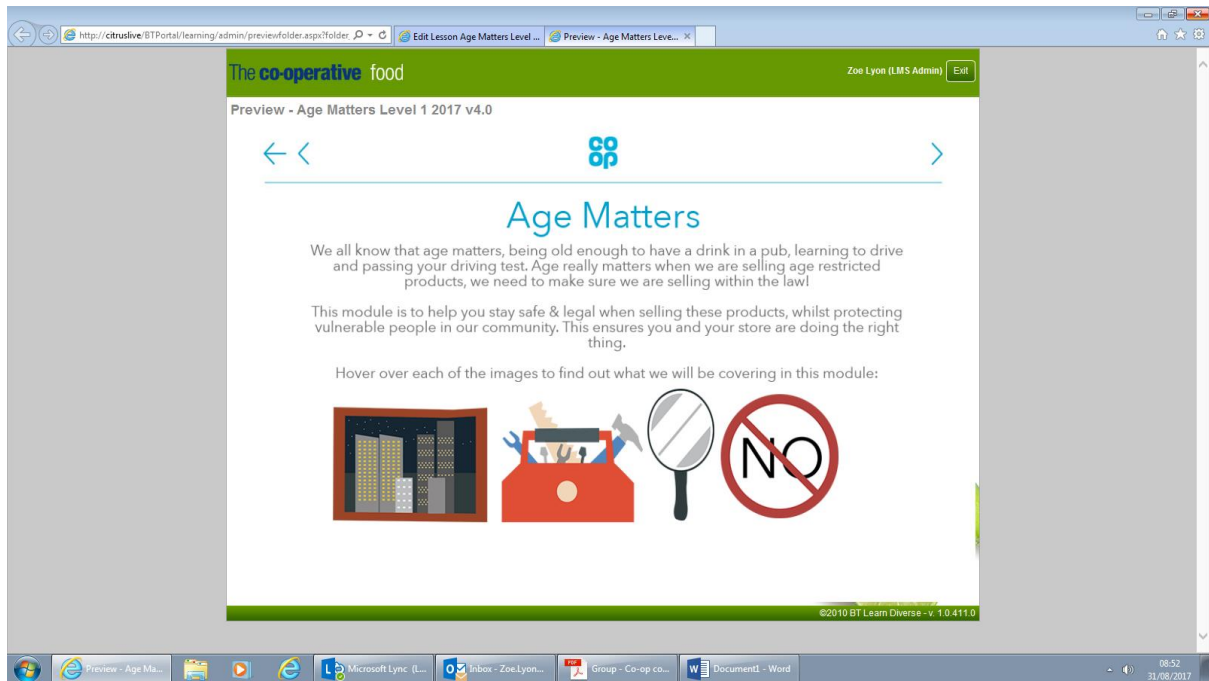 http://citruslive/BTPortal/learning/admin/previewfolder.aspx?folder
Edit Lesson Age Matters Level ...
Preview - Age Matters Leve...
The co-operative food
Zoe Lyon (LMS Admin)
Exit
Preview - Age Matters Level 1 2017 v4.0
CO
OP
Age Matters
We all know that age matters, being old enough to have a drink in a pub, learning to drive
and passing your driving test. Age really matters when we are selling age restricted
products, we need to make sure we are selling within the law!
This module is to help you stay safe & legal when selling these products, whilst protecting
vulnerable people in our community. This ensures you and your store are doing the right
thing.
Hover over each of the images to find out what we will be covering in this module:
NO
©2010 BT Learn Diverse - v. 1.0.411.0
Preview - Age Ma...
Microsoft Lync (L...
Inbox - Zoe.Lyon...
PDF
Group - Co-op co...
Document1 - Word
08:52
31/08/2017